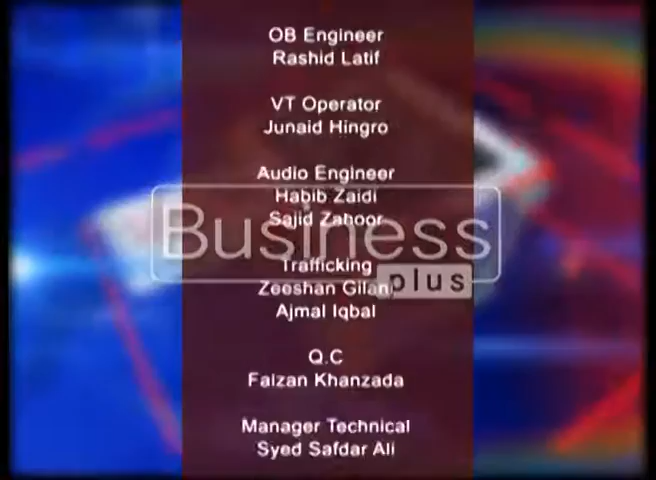 OB Engineer
Rashid Latif
VT Operator
Junaid Hingro
Audio Engineer
Habib Zaidi
Sajid Zahoor
Business
plus
Trafficking
Zeeshan Gilani
Ajmal Iqbal
Q.C
Faizan Khanzada
Manager Technical
Syed Safdar Ali